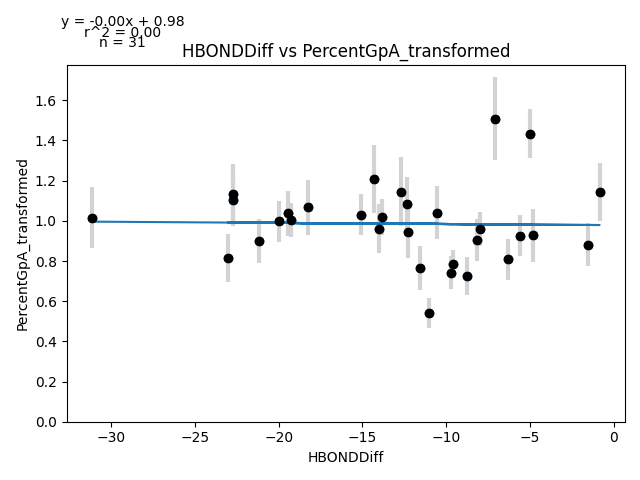 y = -0.00x + 0.98
r^2 = 0.00
n = 31
HBONDDiff vs PercentGpA_transformed
PercentGpA_transformed
1.6
1.4
1.2
1.0
0.8
0.6
0.4
0.2
0.0
−30 −25 −20 −15 −10 −5 0
HBONDDiff